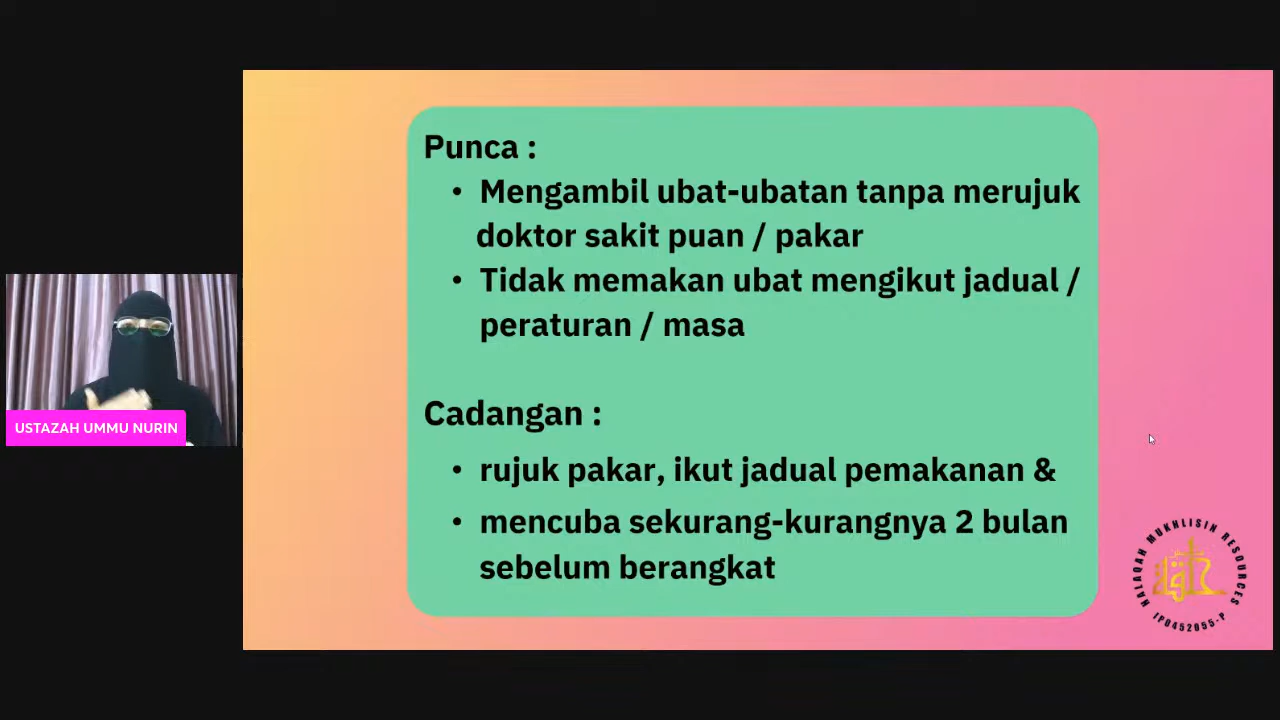 Punca :
• Mengambil ubat-ubatan tanpa merujuk
doktor sakit puan / pakar
• Tidak memakan ubat mengikut jadual /
peraturan / masa
Cadangan :
• rujuk pakar, ikut jadual pemakanan &
• mencuba sekurang-kurangnya 2 bulan
sebelum berangkat
USTAZAH UMMU NURIN
HALAQAH MUKHLISIN RESOURCES